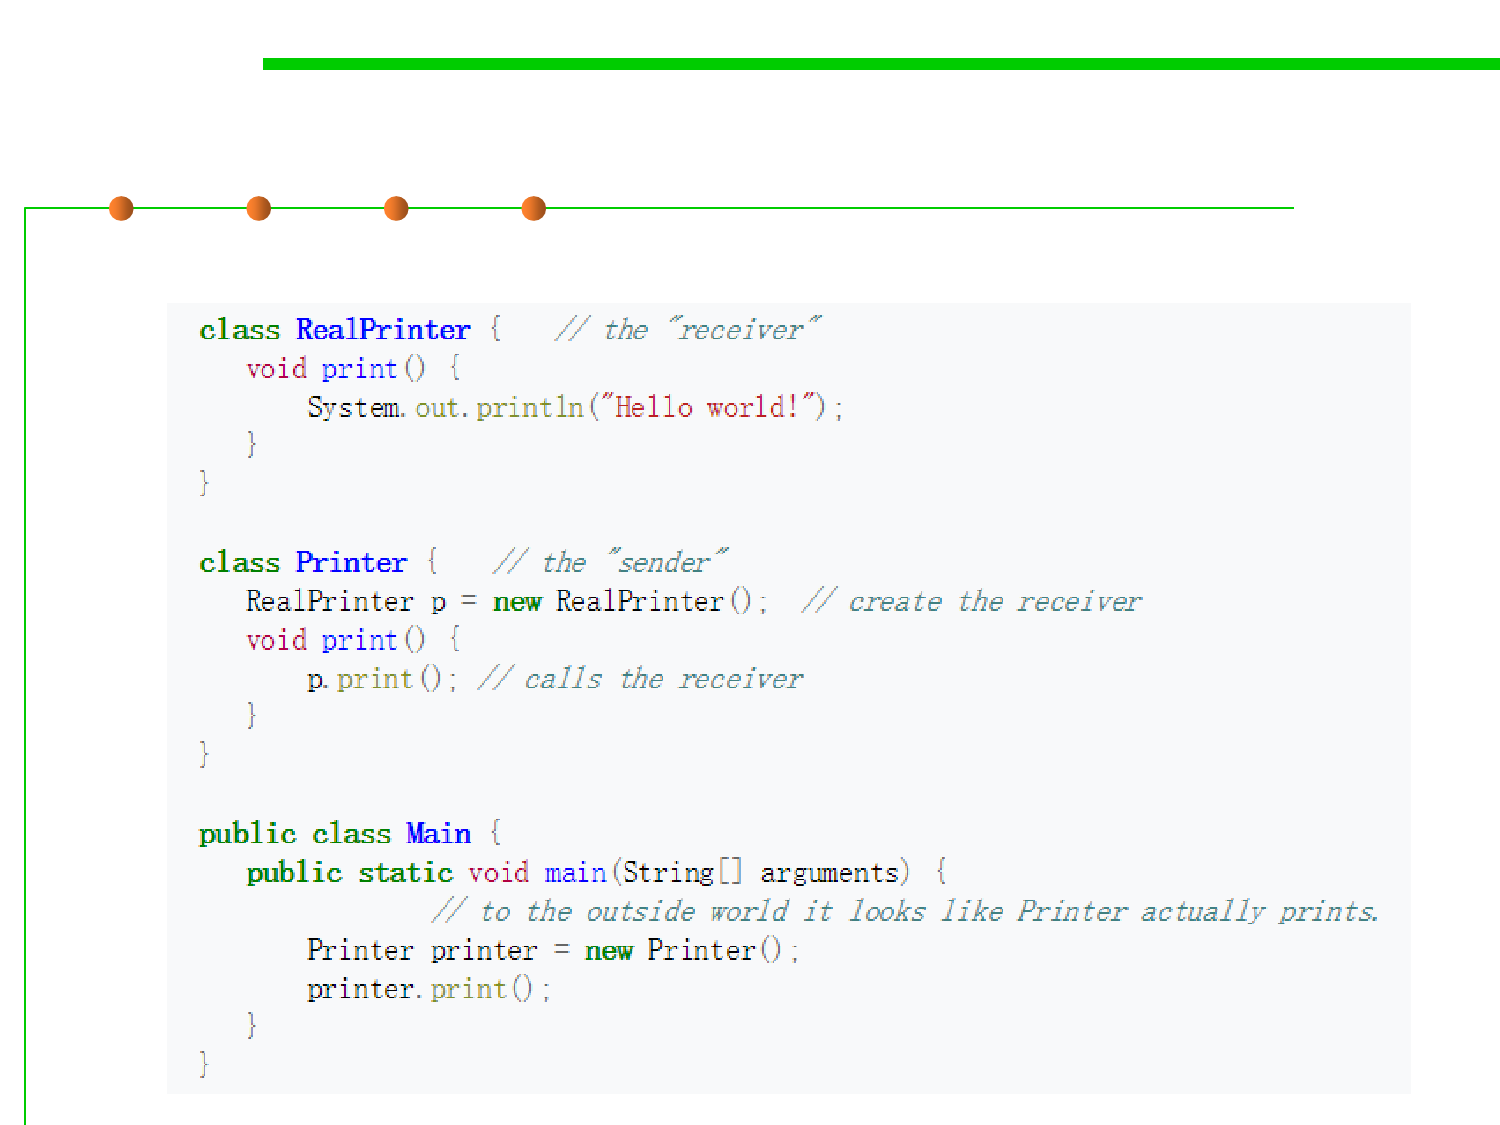 class RealPrinter {   // the "receiver"
   void print() {
       System.out.println("Hello world!");
   }
}
class Printer {   // the "sender"
   RealPrinter p = new RealPrinter();  // create the receiver
   void print() {
       p.print(); // calls the receiver
   }
}
public class Main {
   public static void main(String[] arguments) {
               // to the outside world it looks like Printer actually prints.
       Printer printer = new Printer();
       printer.print();
   }
}